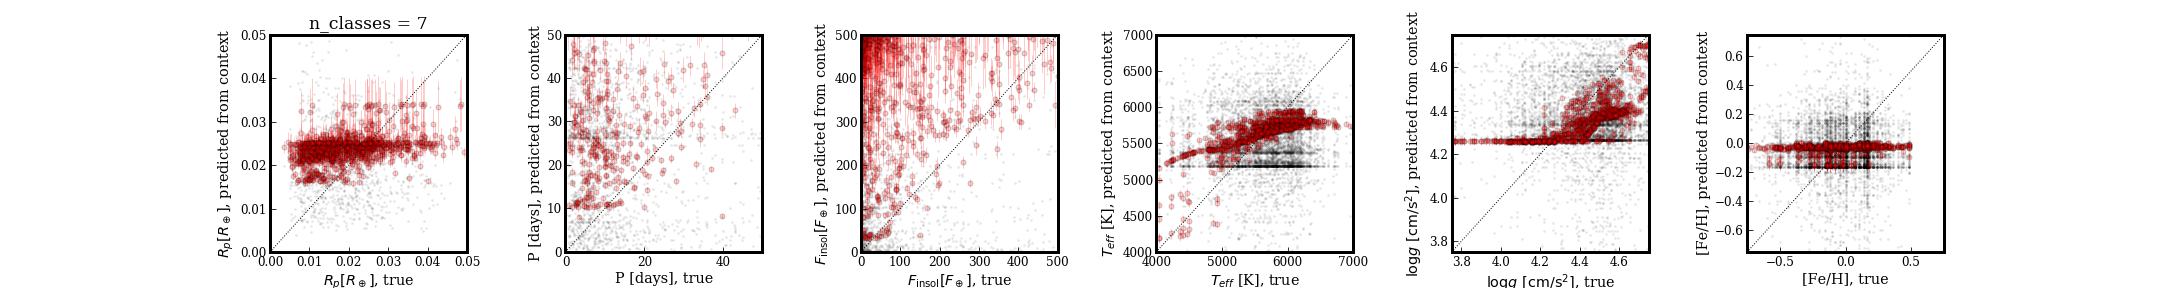 n_classes = 7
R_p[R_⊕], predicted from context
0.05
0.04
0.03
0.02
0.01
0.00
0.00 0.01 0.02 0.03 0.04 0.05
R_p[R_⊕], true
P [days], predicted from context
50
40
30
20
10
0
0 20 40
P [days], true
F_insol[F_⊕], predicted from context
500
400
300
200
100
0
0 100 200 300 400 500
F_insol[F_⊕], true
T_eff [K], predicted from context
7000
6500
6000
5500
5000
4500
4000
4000 5000 6000 7000
T_eff [K], true
logg [cm/s²], predicted from context
4.6
4.4
4.2
4.0
3.8
3.8 4.0 4.2 4.4 4.6
logg [cm/s²], true
[Fe/H], predicted from context
0.6
0.4
0.2
0.0
−0.2
−0.4
−0.6
−0.5 0.0 0.5
[Fe/H], true